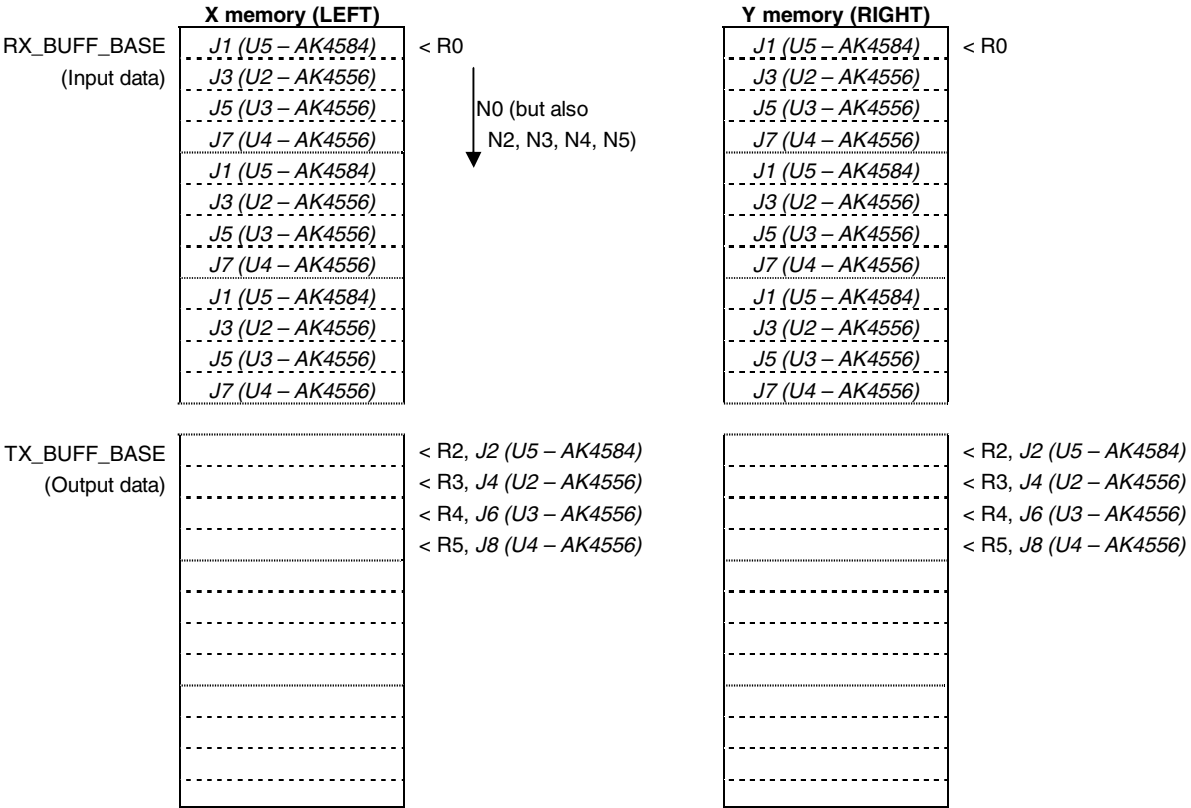 X memory (LEFT) Y memory (RIGHT)
RX_BUFF_BASE J1 (U5 – AK4584) < R0 J1 (U5 – AK4584) < R0
(Input data) J3 (U2 – AK4556) J3 (U2 – AK4556)
J5 (U3 – AK4556) N0 (but also J5 (U3 – AK4556)
J7 (U4 – AK4556) N2, N3, N4, N5) J7 (U4 – AK4556)
J1 (U5 – AK4584) J1 (U5 – AK4584)
J3 (U2 – AK4556) J3 (U2 – AK4556)
J5 (U3 – AK4556) J5 (U3 – AK4556)
J7 (U4 – AK4556) J7 (U4 – AK4556)
J1 (U5 – AK4584) J1 (U5 – AK4584)
J3 (U2 – AK4556) J3 (U2 – AK4556)
J5 (U3 – AK4556) J5 (U3 – AK4556)
J7 (U4 – AK4556) J7 (U4 – AK4556)
TX_BUFF_BASE < R2, J2 (U5 – AK4584) < R2, J2 (U5 – AK4584)
(Output data) < R3, J4 (U2 – AK4556) < R3, J4 (U2 – AK4556)
< R4, J6 (U3 – AK4556) < R4, J6 (U3 – AK4556)
< R5, J8 (U4 – AK4556) < R5, J8 (U4 – AK4556)